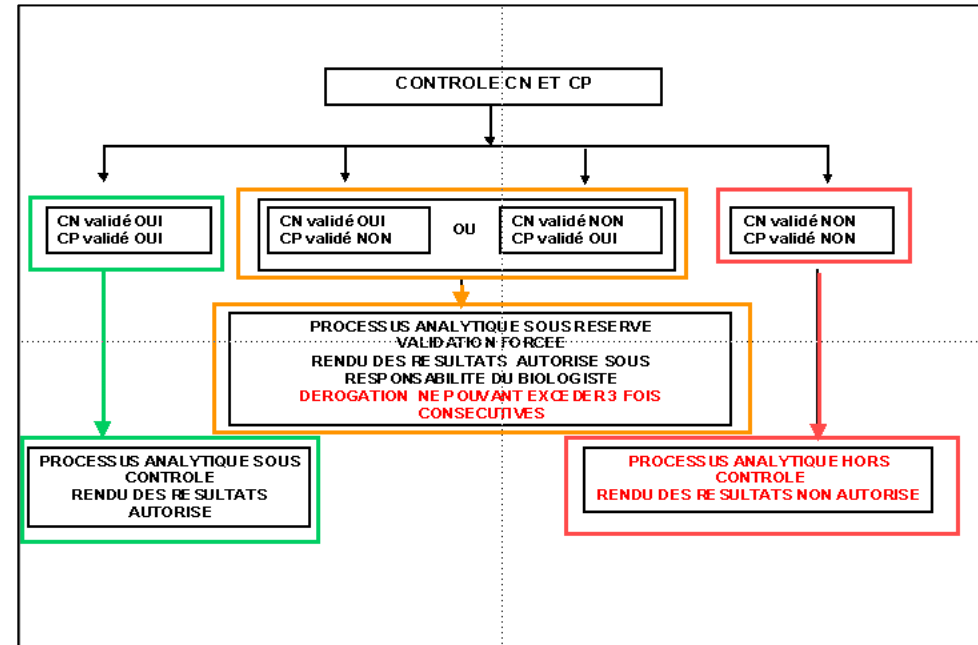 CONTROLE CN ET CP
CN validé OUI
CP validé OUI
CN validé OUI
CP validé NON
OU
CN validé NON
CP validé OUI
CN validé NON
CP validé NON
PROCESSUS ANALYTIQUE SOUS RESERVE
VALIDATION FORCEE
RENDU DES RESULTATS AUTORISE SOUS
RESPONSABILITE DU BIOLOGISTE
DEROGATION NE POUVANT EXCEDER 3 FOIS
CONSECUTIVES
PROCESSUS ANALYTIQUE SOUS
CONTROLE
RENDU DES RESULTATS
AUTORISE
PROCESSUS ANALYTIQUE HORS
CONTROLE
RENDU DES RESULTATS NON AUTORISE